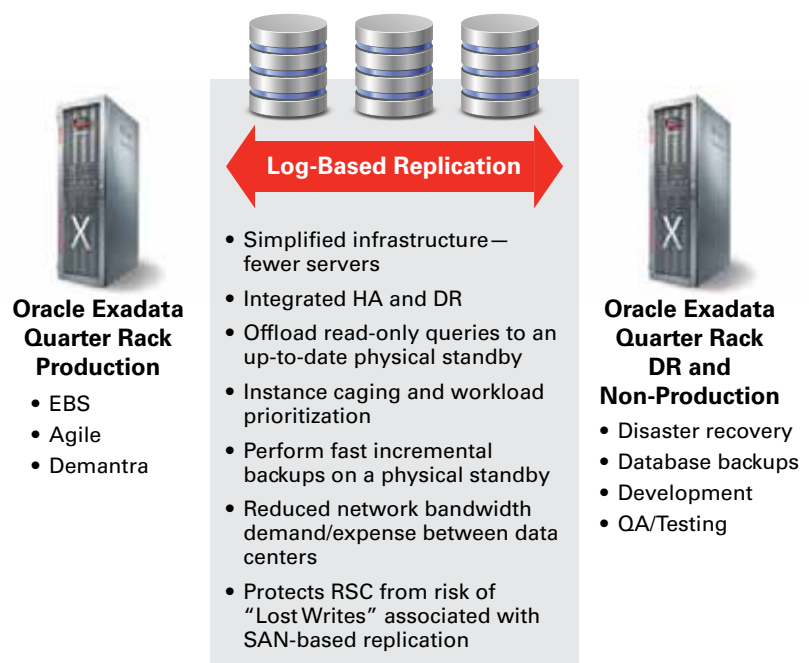 Log-Based Replication
X
Oracle Exadata
Quarter Rack
Production
• EBS
• Agile
• Demantra
• Simplified infrastructure—
fewer servers
• Integrated HA and DR
• Offload read-only queries to an
up-to-date physical standby
• Instance caging and workload
prioritization
• Perform fast incremental
backups on a physical standby
• Reduced network bandwidth
demand/expense between data
centers
• Protects RSC from risk of
“Lost Writes” associated with
SAN-based replication
X
Oracle Exadata
Quarter Rack
DR and
Non-Production
• Disaster recovery
• Database backups
• Development
• QA/Testing